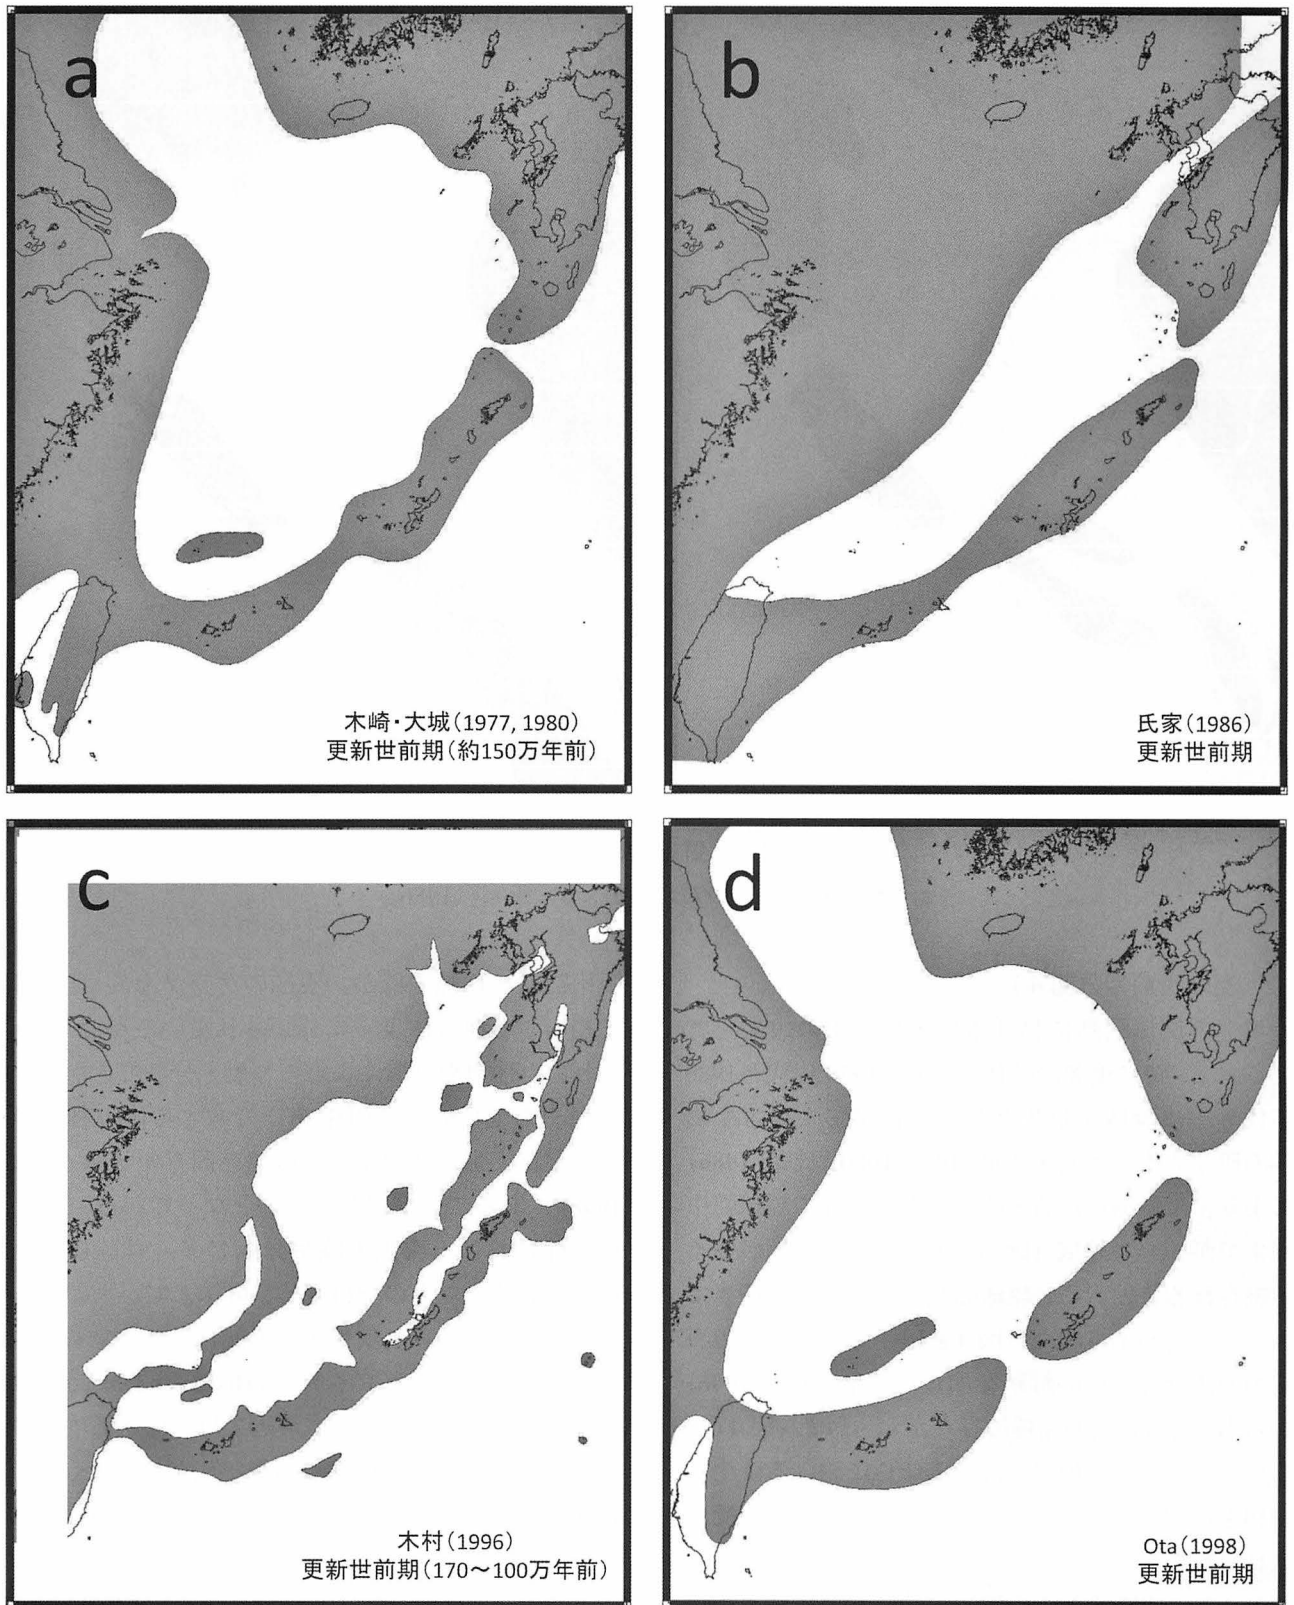 a
木崎・大城(1977, 1980)
更新世前期(約150万年前)
b
氏家(1986)
更新世前期
c
木村(1996)
更新世前期(170～100万年前)
d
Ota(1998)
更新世前期